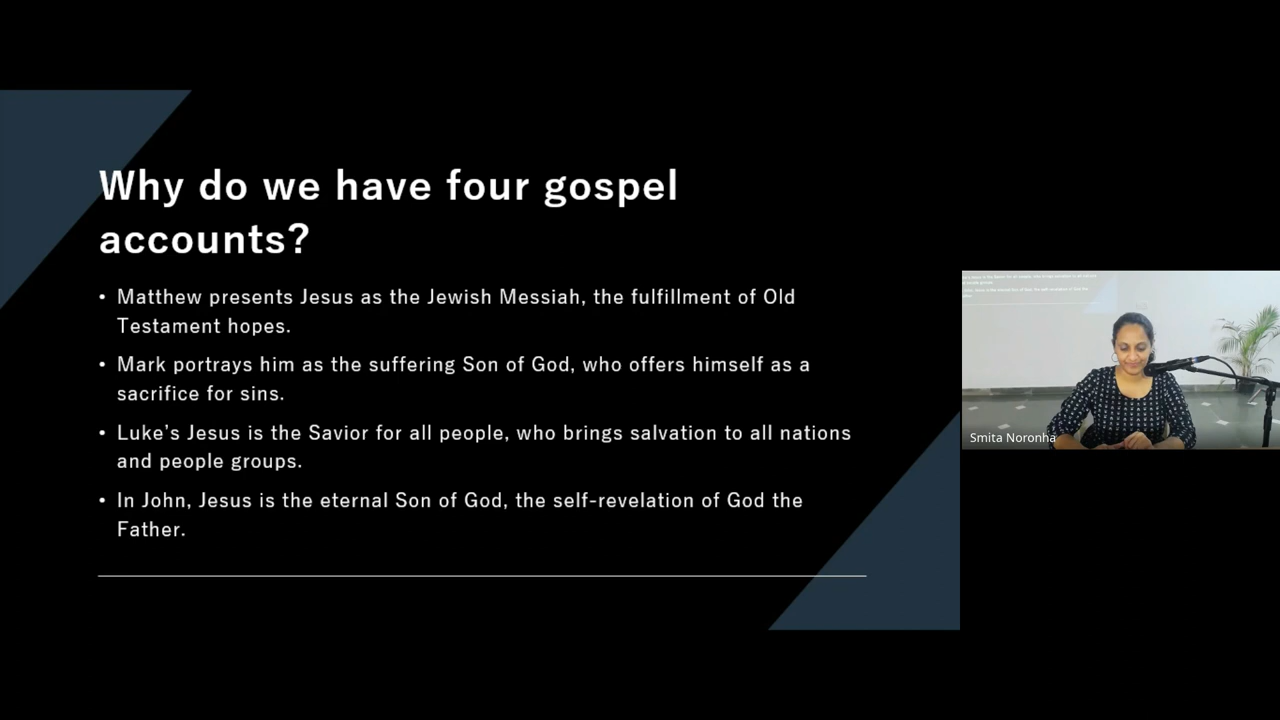 Why do we have four gospel
accounts?
• Matthew presents Jesus as the Jewish Messiah, the fulfillment of Old
Testament hopes.
• Mark portrays him as the suffering Son of God, who offers himself as a
sacrifice for sins.
• Luke's Jesus is the Savior for all people, who brings salvation to all nations
and people groups.
• In John, Jesus is the eternal Son of God, the self-revelation of God the
Father.
Smita Noronha